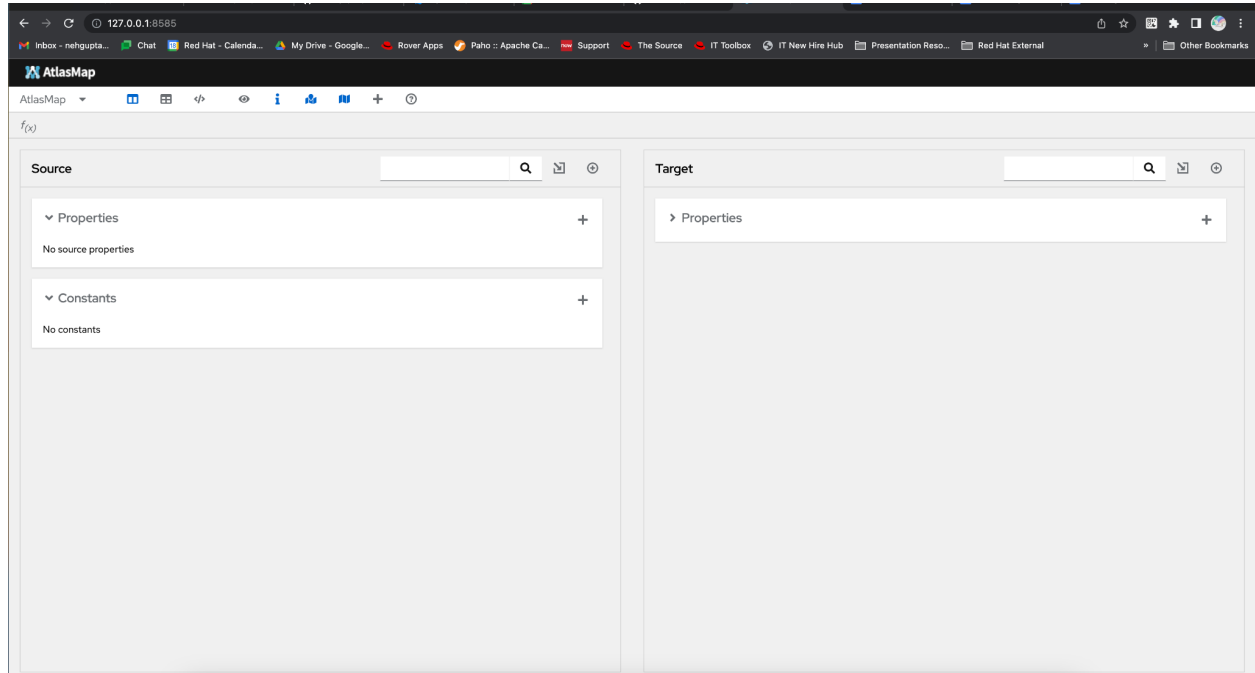 127.0.0.1:8585
Inbox - nehgupta... Chat Red Hat - Calenda... My Drive - Google... Rover Apps Paho :: Apache Ca... now Support The Source IT Toolbox IT New Hire Hub Presentation Reso... Red Hat External » Other Bookmarks
AtlasMap
AtlasMap </> i + ?
f(x)
Source
Target
Properties +
Properties +
No source properties
Constants +
No constants